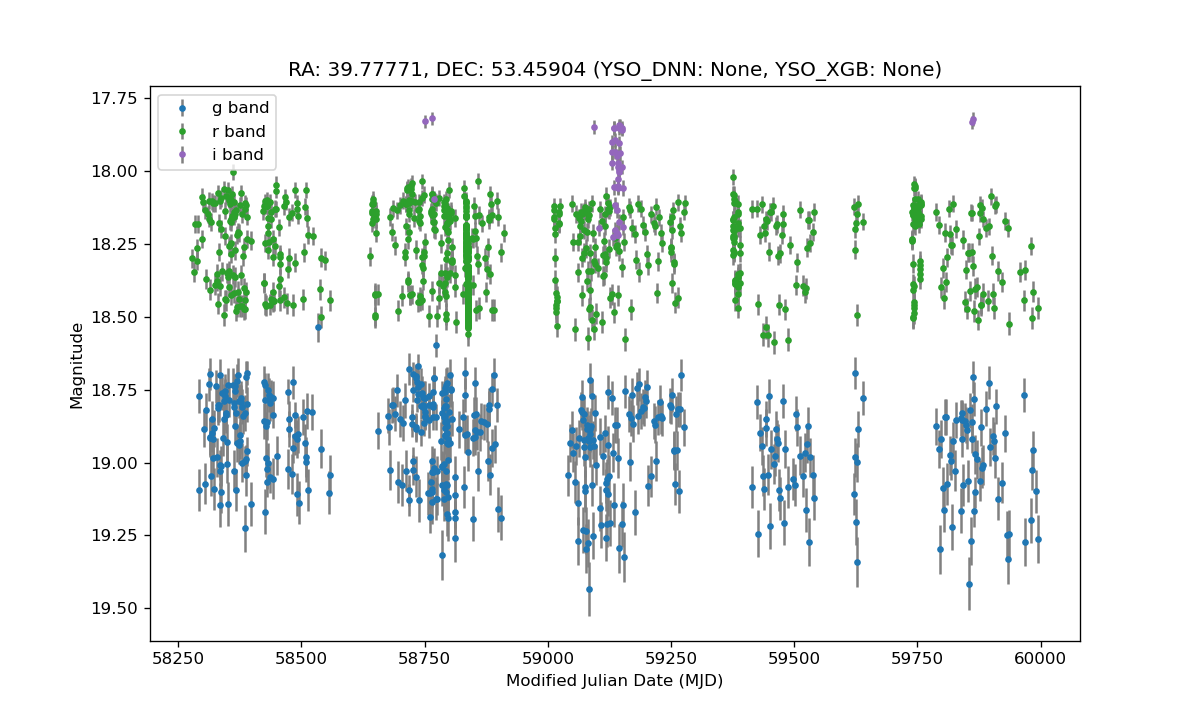 RA: 39.77771, DEC: 53.45904 (YSO_DNN: None, YSO_XGB: None)
g band
r band
i band
17.75
18.00
18.25
18.50
18.75
19.00
19.25
19.50
Magnitude
58250
58500
58750
59000
59250
59500
59750
60000
Modified Julian Date (MJD)